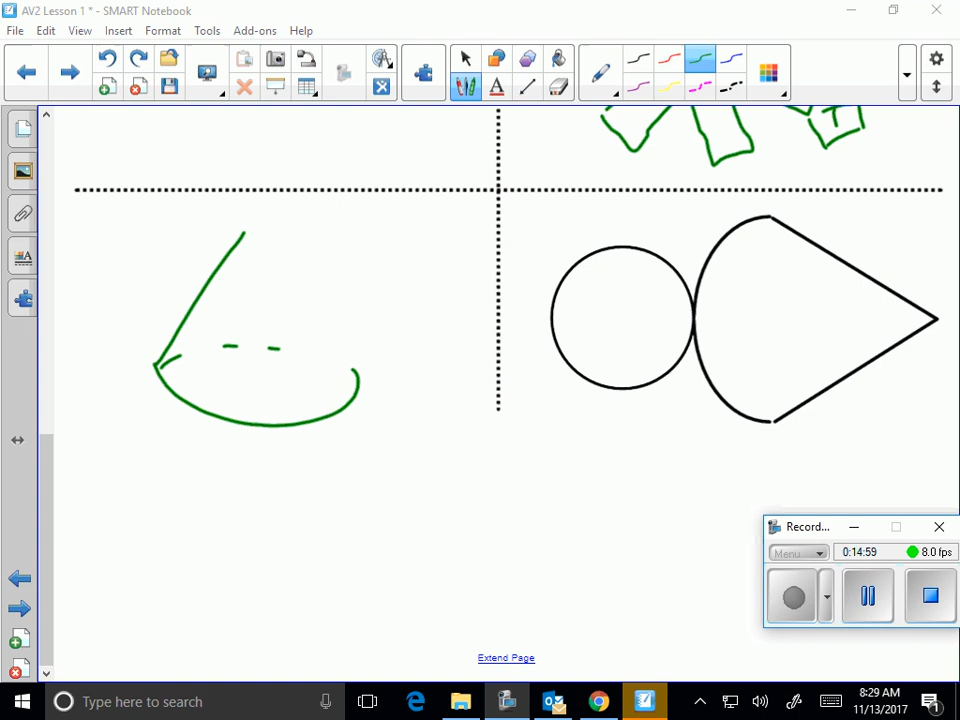 AV2 Lesson 1 * - SMART Notebook
File Edit View Insert Format Tools Add-ons Help
T
Record...
Menu 0:14:59 8.0 fps
Extend Page
Type here to search
8:29 AM
11/13/2017
1